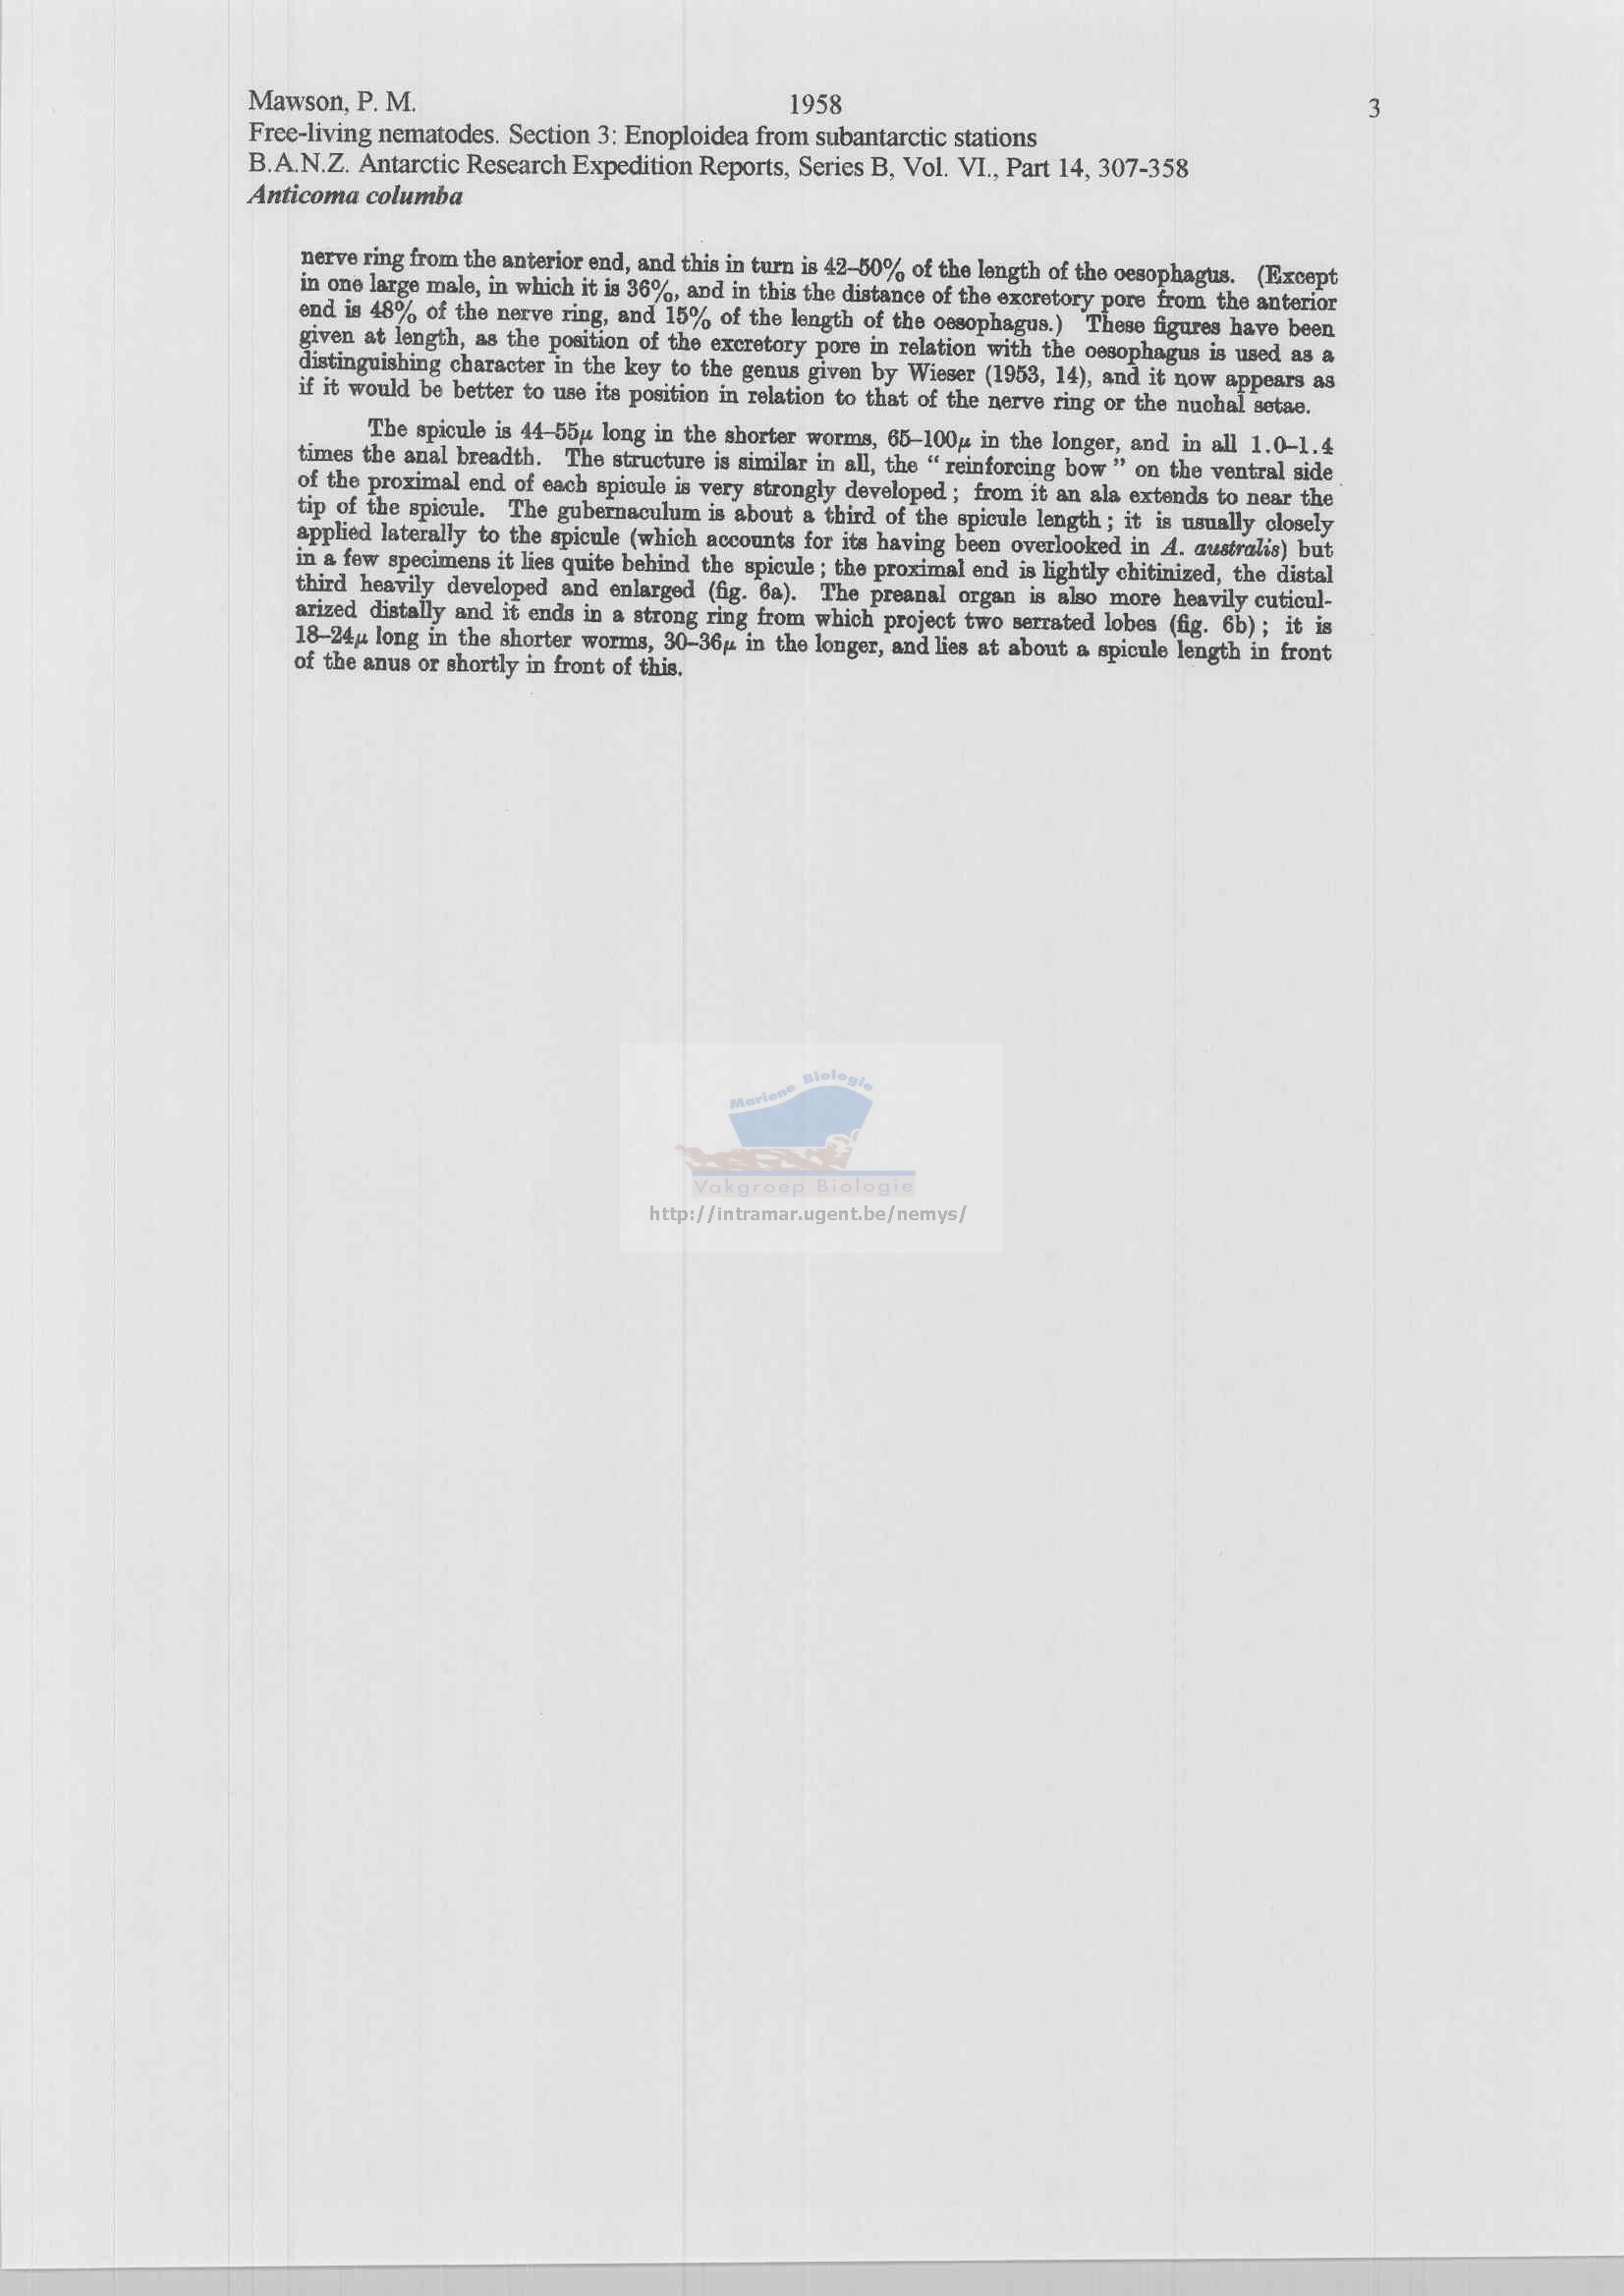 Mawson, P. M. 1958 3
Free-living nematodes. Section 3: Enoploidea from subantarctic stations
B.A.N.Z. Antarctic Research Expedition Reports, Series B, Vol. VI., Part 14, 307-358
Anticoma columba
nerve ring from the anterior end, and this in turn is 42–50% of the length of the oesophagus. (Except
in one large male, in which it is 36%, and in this the distance of the excretory pore from the anterior
end is 48% of the nerve ring, and 15% of the length of the oesophagus.) These figures have been
given at length, as the position of the excretory pore in relation with the oesophagus is used as a
distinguishing character in the key to the genus given by Wieser (1953, 14), and it now appears as
if it would be better to use its position in relation to that of the nerve ring or the nuchal setae.
The spicule is 44–55μ long in the shorter worms, 65–100μ in the longer, and in all 1.0–1.4
times the anal breadth. The structure is similar in all, the “ reinforcing bow ” on the ventral side
of the proximal end of each spicule is very strongly developed ; from it an ala extends to near the
tip of the spicule. The gubernaculum is about a third of the spicule length ; it is usually closely
applied laterally to the spicule (which accounts for its having been overlooked in A. australis) but
in a few specimens it lies quite behind the spicule ; the proximal end is lightly chitinized, the distal
third heavily developed and enlarged (fig. 6a). The preanal organ is also more heavily cuticul-
arized distally and it ends in a strong ring from which project two serrated lobes (fig. 6b) ; it is
18–24μ long in the shorter worms, 30–36μ in the longer, and lies at about a spicule length in front
of the anus or shortly in front of this.
Mariene Biologie
Vakgroep Biologie
http://intramar.ugent.be/nemys/